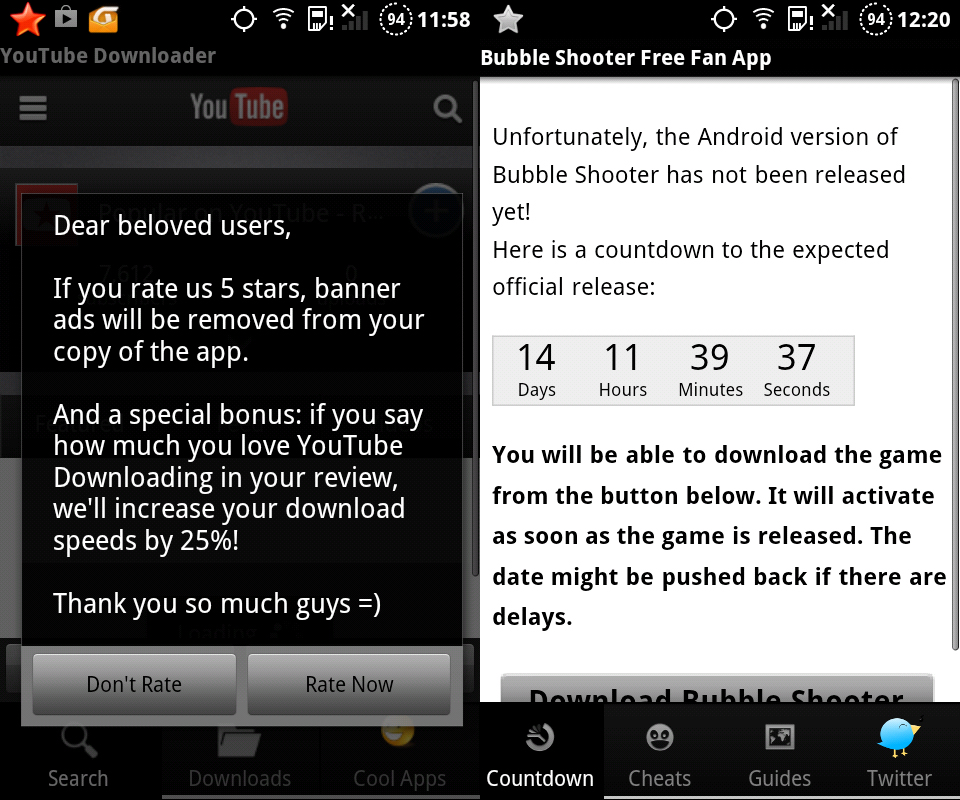 94 11:58
YouTube Downloader
YouTube
Popular on YouTube - R...
7,612 0
Dear beloved users,
If you rate us 5 stars, banner
ads will be removed from your
copy of the app.
And a special bonus: if you say
how much you love YouTube
Downloading in your review,
we'll increase your download
speeds by 25%!
Thank you so much guys =)
Loading
Don't Rate Rate Now
Search Downloads Cool Apps
94 12:20
Bubble Shooter Free Fan App
Unfortunately, the Android version of
Bubble Shooter has not been released
yet!
Here is a countdown to the expected
official release:
14 11 39 37
Days Hours Minutes Seconds
You will be able to download the game
from the button below. It will activate
as soon as the game is released. The
date might be pushed back if there are
delays.
Download Bubble Shooter
Countdown Cheats Guides Twitter